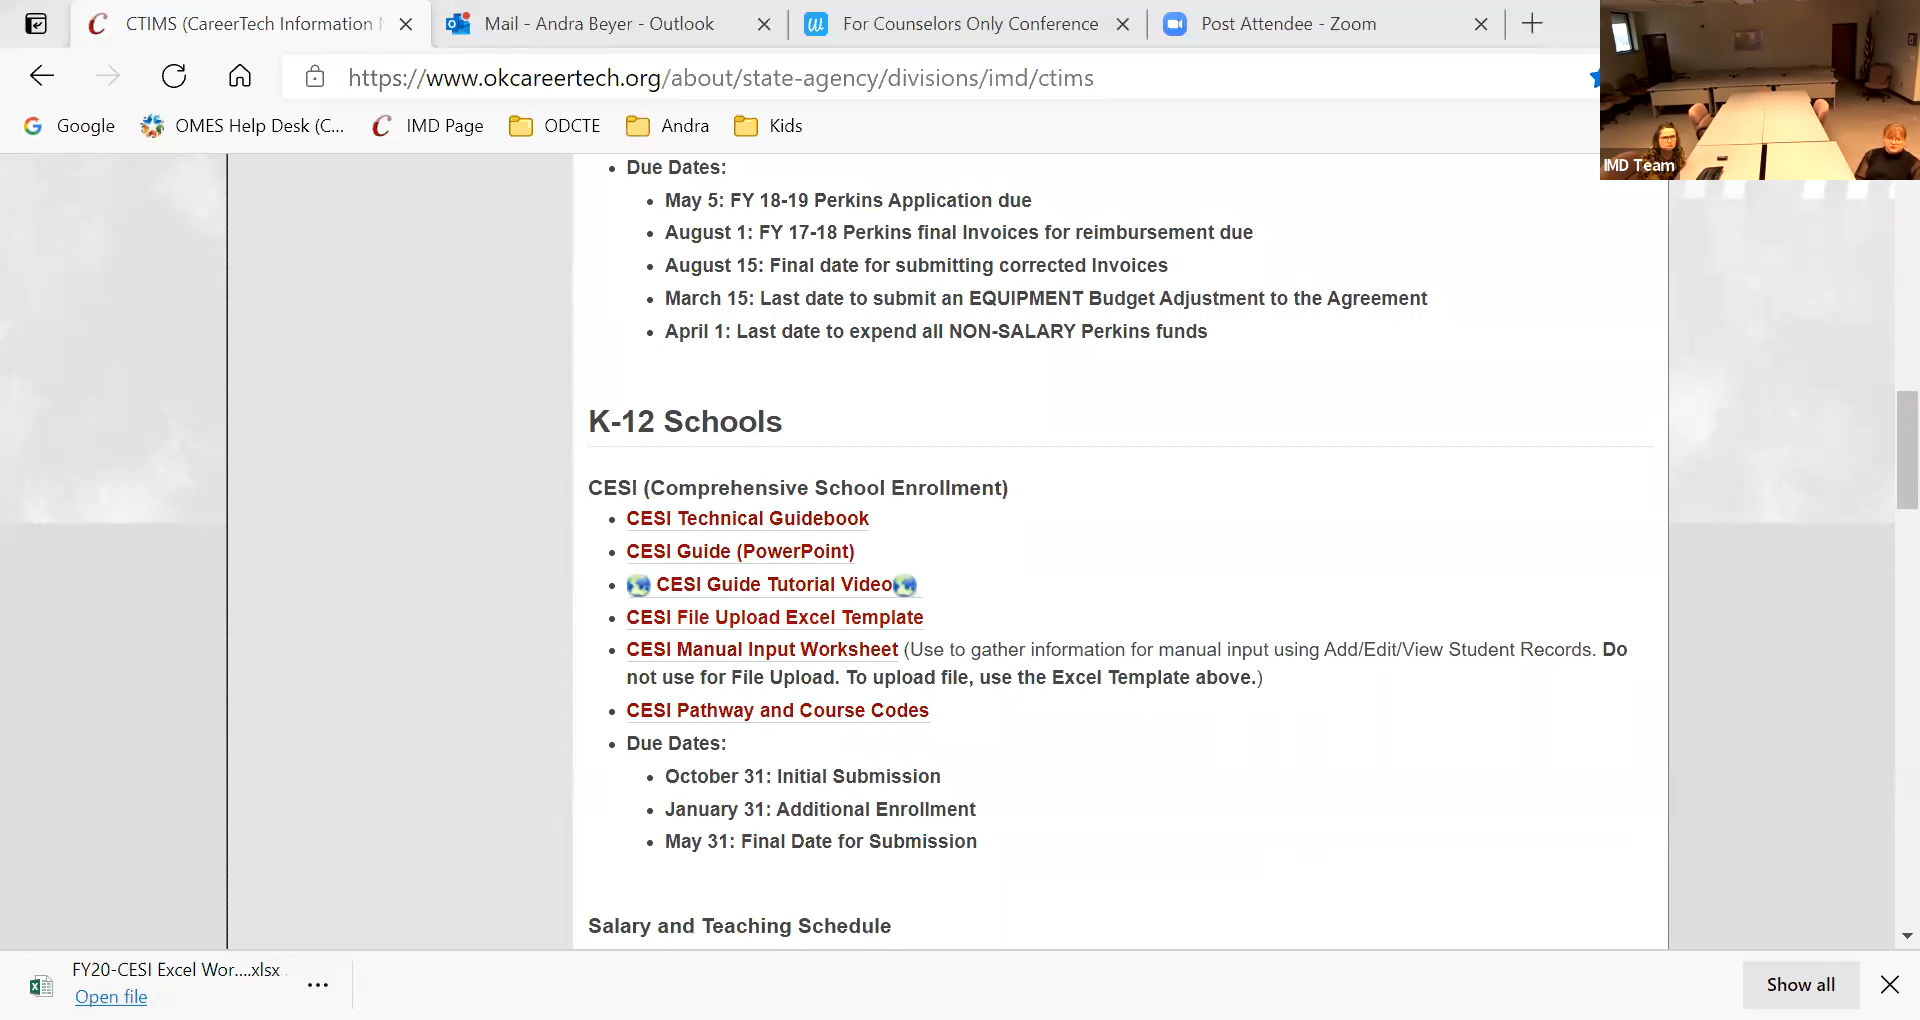 CTIMS (CareerTech Information
Mail - Andra Beyer - Outlook
For Counselors Only Conference
Post Attendee - Zoom
https://www.okcareertech.org/about/state-agency/divisions/imd/ctims
Google
OMES Help Desk (C...
IMD Page
ODCTE
Andra
Kids
IMD Team
Due Dates:
May 5: FY 18-19 Perkins Application due
August 1: FY 17-18 Perkins final Invoices for reimbursement due
August 15: Final date for submitting corrected Invoices
March 15: Last date to submit an EQUIPMENT Budget Adjustment to the Agreement
April 1: Last date to expend all NON-SALARY Perkins funds
K-12 Schools
CESI (Comprehensive School Enrollment)
CESI Technical Guidebook
CESI Guide (PowerPoint)
CESI Guide Tutorial Video
CESI File Upload Excel Template
CESI Manual Input Worksheet (Use to gather information for manual input using Add/Edit/View Student Records. Do
not use for File Upload. To upload file, use the Excel Template above.)
CESI Pathway and Course Codes
Due Dates:
October 31: Initial Submission
January 31: Additional Enrollment
May 31: Final Date for Submission
Salary and Teaching Schedule
FY20-CESI Excel Wor....xlsx
Open file
Show all